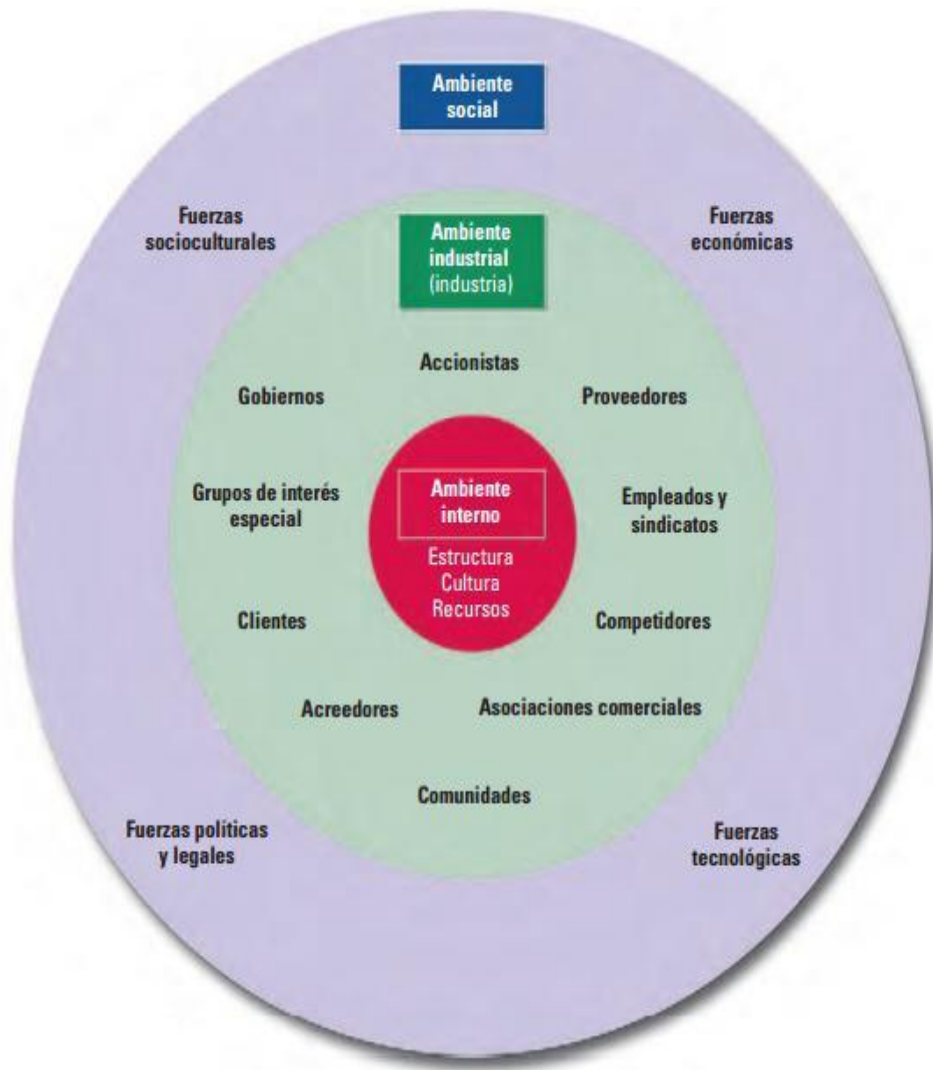 Ambiente
social
Fuerzas
socioculturales
Fuerzas
económicas
Ambiente
industrial
(industria)
Accionistas
Gobiernos
Proveedores
Grupos de interés
especial
Ambiente
interno
Estructura
Cultura
Recursos
Empleados y
sindicatos
Clientes
Competidores
Acreedores
Asociaciones comerciales
Comunidades
Fuerzas políticas
y legales
Fuerzas
tecnológicas